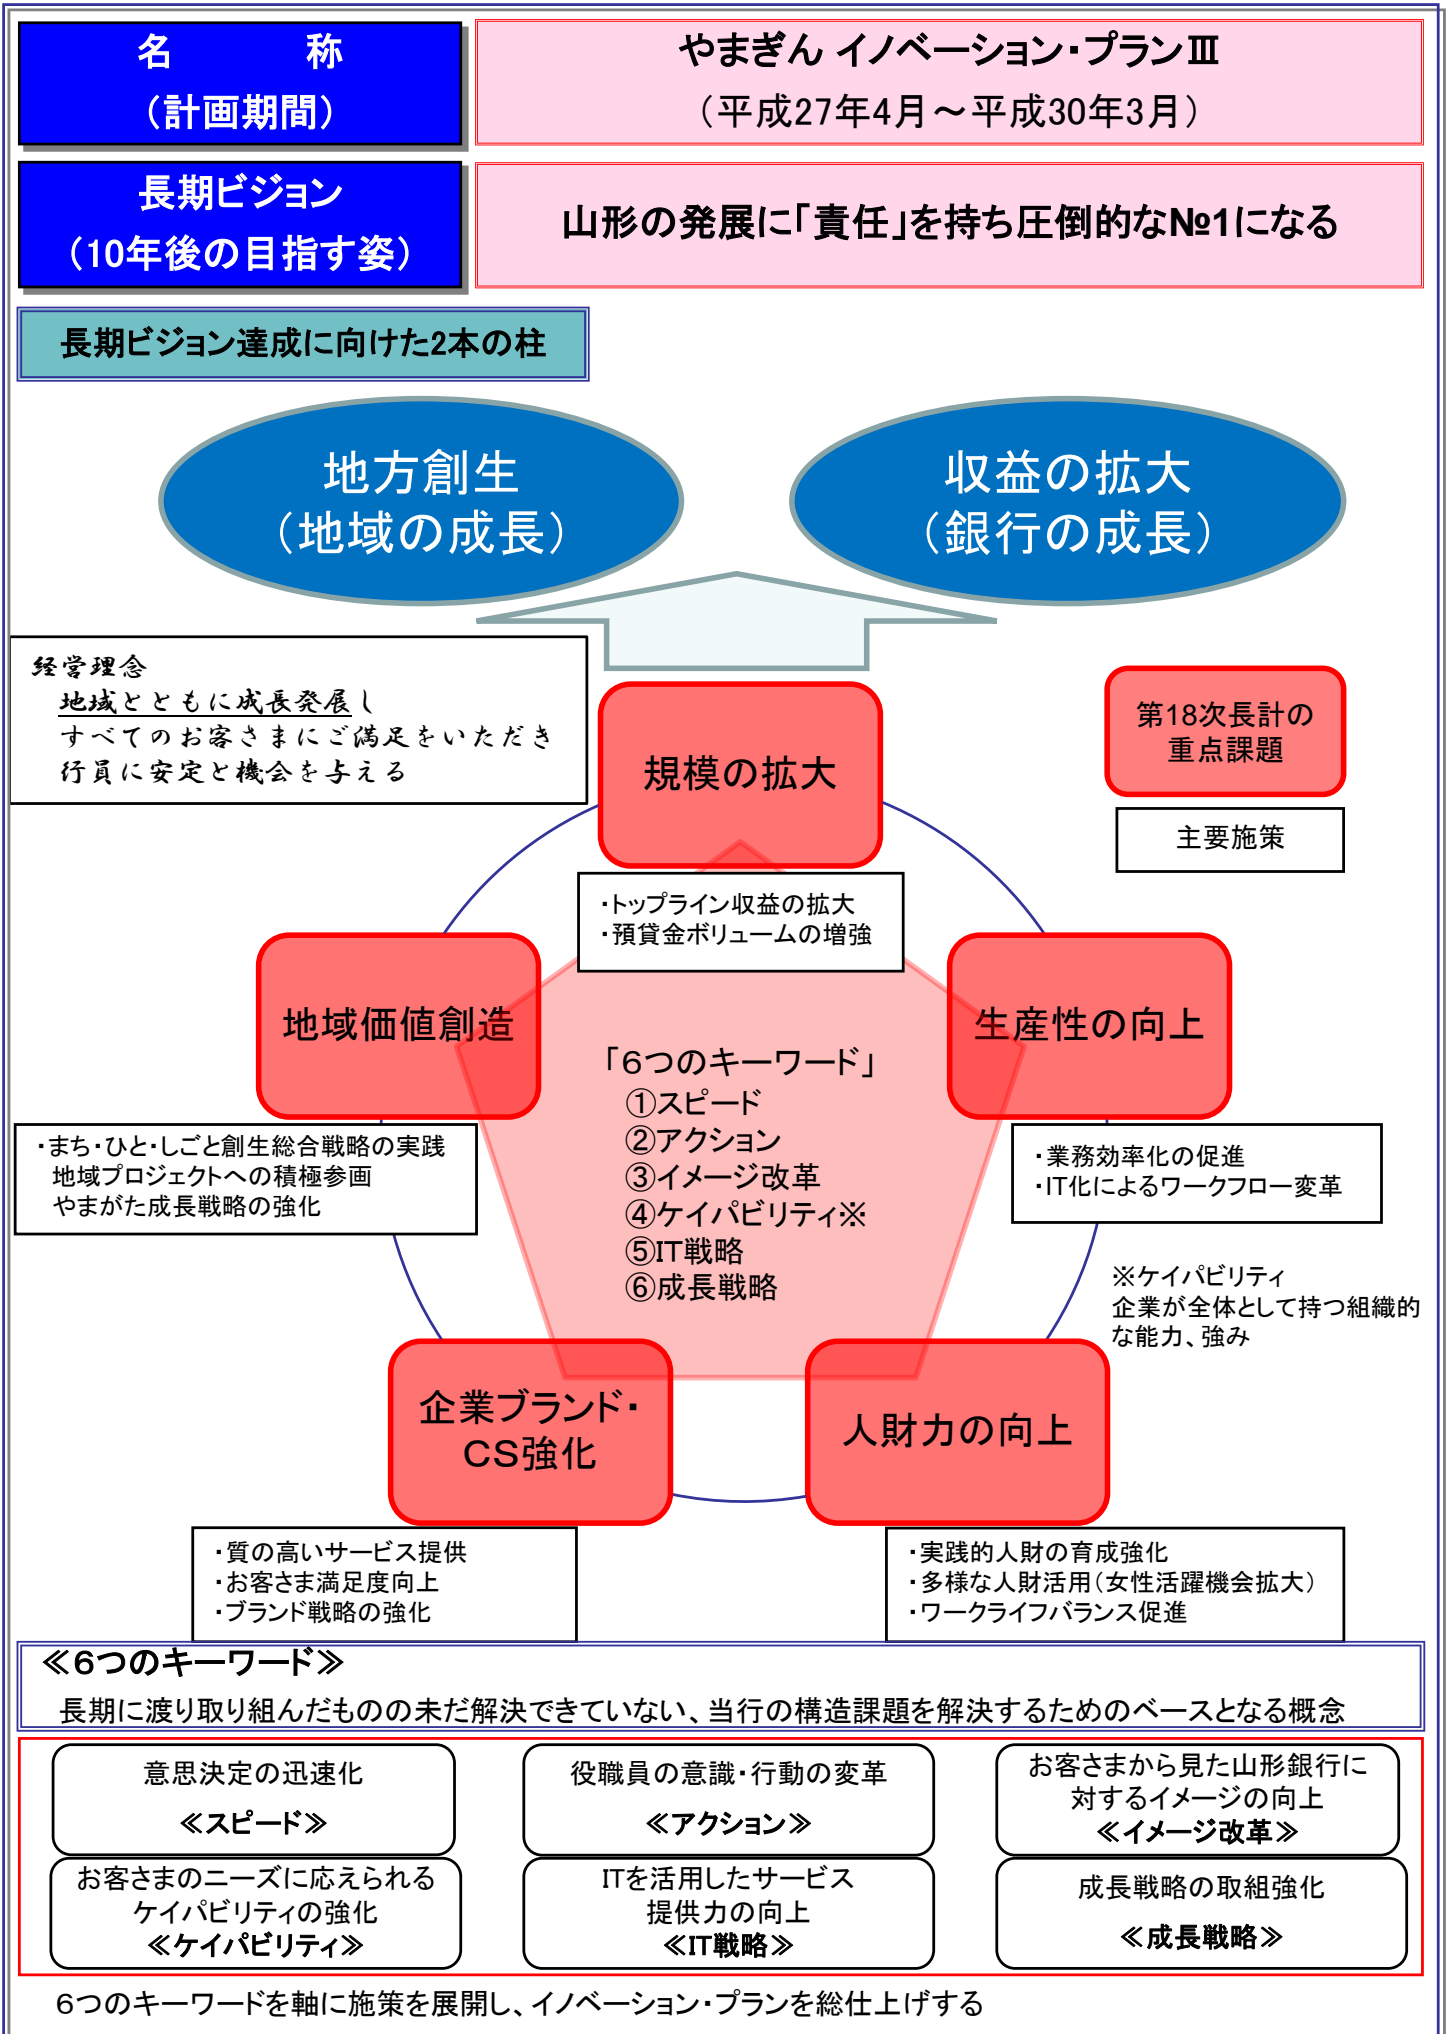 名　　　称
（計画期間）
やまぎん イノベーション・プランⅢ
（平成27年4月～平成30年3月）
長期ビジョン
（10年後の目指す姿）
山形の発展に「責任」を持ち圧倒的な№1になる
長期ビジョン達成に向けた2本の柱
地方創生
（地域の成長）
収益の拡大
（銀行の成長）
経営理念
地域とともに成長発展し
すべてのお客さまにご満足をいただき
行員に安定と機会を与える
第18次長計の
重点課題
主要施策
規模の拡大
・トップライン収益の拡大
・預貸金ボリュームの増強
地域価値創造
・まち・ひと・しごと創生総合戦略の実践
地域プロジェクトへの積極参画
やまがた成長戦略の強化
生産性の向上
・業務効率化の促進
・IT化によるワークフロー変革
「６つのキーワード」
①スピード
②アクション
③イメージ改革
④ケイパビリティ※
⑤IT戦略
⑥成長戦略
※ケイパビリティ
企業が全体として持つ組織的
な能力、強み
企業ブランド・
CS強化
・質の高いサービス提供
・お客さま満足度向上
・ブランド戦略の強化
人財力の向上
・実践的人財の育成強化
・多様な人財活用（女性活躍機会拡大）
・ワークライフバランス促進
≪６つのキーワード≫
長期に渡り取り組んだものの未だ解決できていない、当行の構造課題を解決するためのベースとなる概念
意思決定の迅速化
≪スピード≫
役職員の意識・行動の変革
≪アクション≫
お客さまから見た山形銀行に
対するイメージの向上
≪イメージ改革≫
お客さまのニーズに応えられる
ケイパビリティの強化
≪ケイパビリティ≫
ITを活用したサービス
提供力の向上
≪IT戦略≫
成長戦略の取組強化
≪成長戦略≫
６つのキーワードを軸に施策を展開し、イノベーション・プランを総仕上げする